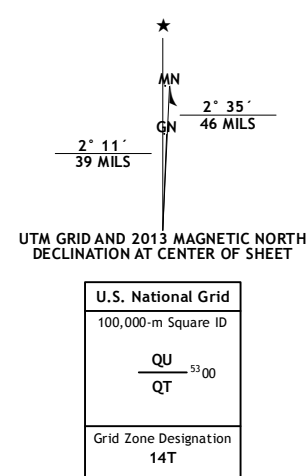 ★
MN
GN
2° 35´
46 MILS
2° 11´
39 MILS
UTM GRID AND 2013 MAGNETIC NORTH
DECLINATION AT CENTER OF SHEET
U.S. National Grid
100,000-m Square ID
QU
⁵³00
QT
Grid Zone Designation
14T